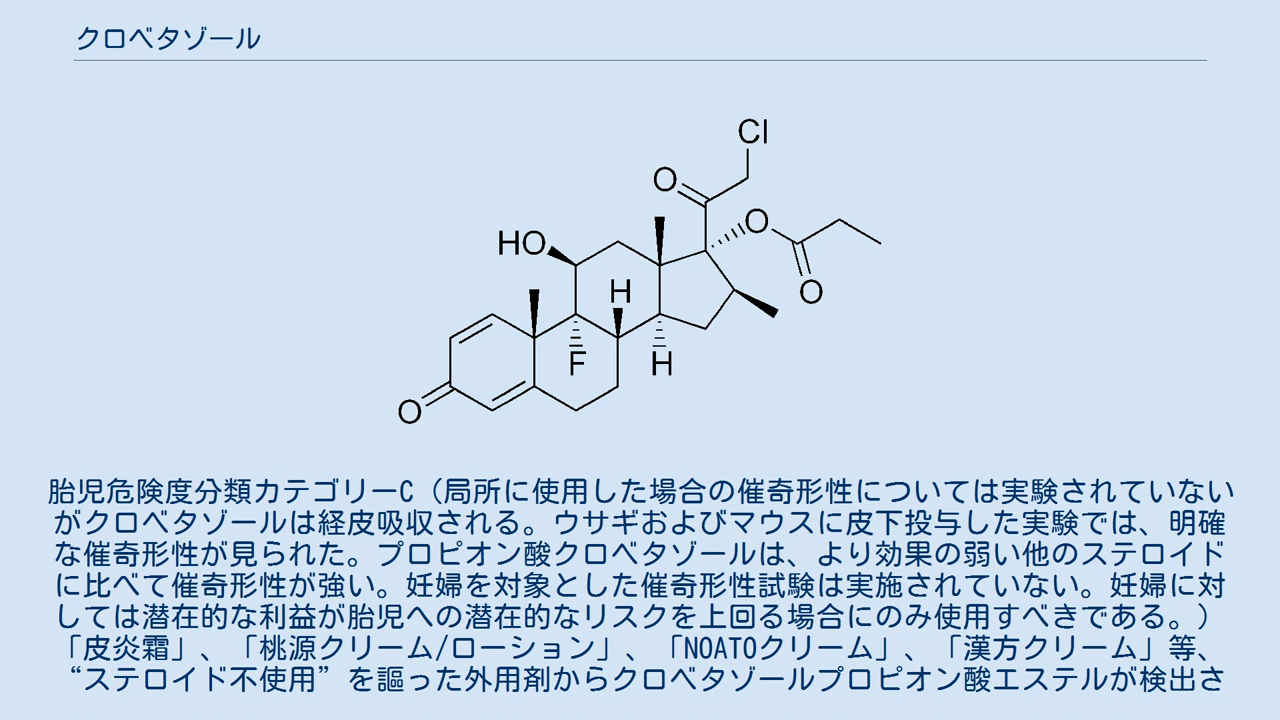 クロベタゾール
Cl
O
O
HO
H
O
F
H
O
胎児危険度分類カテゴリーC（局所に使用した場合の催奇形性については実験されていない
がクロベタゾールは経皮吸収される。ウサギおよびマウスに皮下投与した実験では、明確
な催奇形性が見られた。プロピオン酸クロベタゾールは、より効果の弱い他のステロイド
に比べて催奇形性が強い。妊婦を対象とした催奇形性試験は実施されていない。妊婦に対
しては潜在的な利益が胎児への潜在的なリスクを上回る場合にのみ使用すべきである。）
「皮炎霜」、「桃源クリーム/ローション」、「NOATOクリーム」、「漢方クリーム」等、
“ステロイド不使用”を謳った外用剤からクロベタゾールプロピオン酸エステルが検出さ